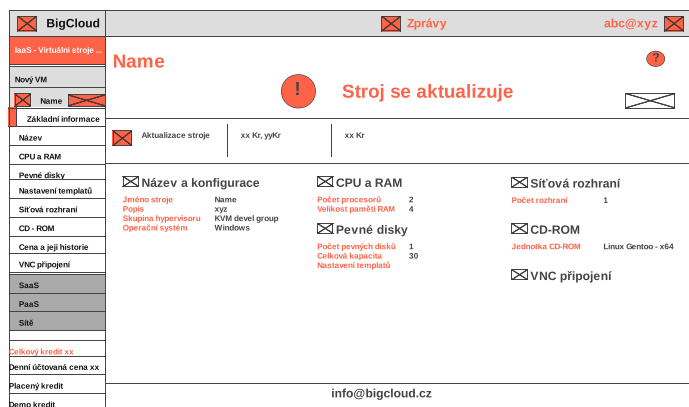 BigCloud
Zprávy
abc@xyz
IaaS - Virtuální stroje ...
Nový VM
Name
Základní informace
Název
CPU a RAM
Pevné disky
Nastavení templatů
Síťová rozhraní
CD - ROM
Cena a její historie
VNC připojení
SaaS
PaaS
Sítě
Celkový kredit xx
Denní účtovaná cena xx
Placený kredit
Demo kredit
Name
?
!
Stroj se aktualizuje
Aktualizace stroje
xx Kr, yyKr
xx Kr
Název a konfigurace
Jméno stroje Name
Popis xyz
Skupina hypervisoru KVM devel group
Operační systém Windows
CPU a RAM
Počet procesorů 2
Velikost paměti RAM 4
Pevné disky
Počet pevných disků 1
Celková kapacita 30
Nastavení templatů
Síťová rozhraní
Počet rozhraní 1
CD-ROM
Jednotka CD-ROM Linux Gentoo - x64
VNC připojení
info@bigcloud.cz